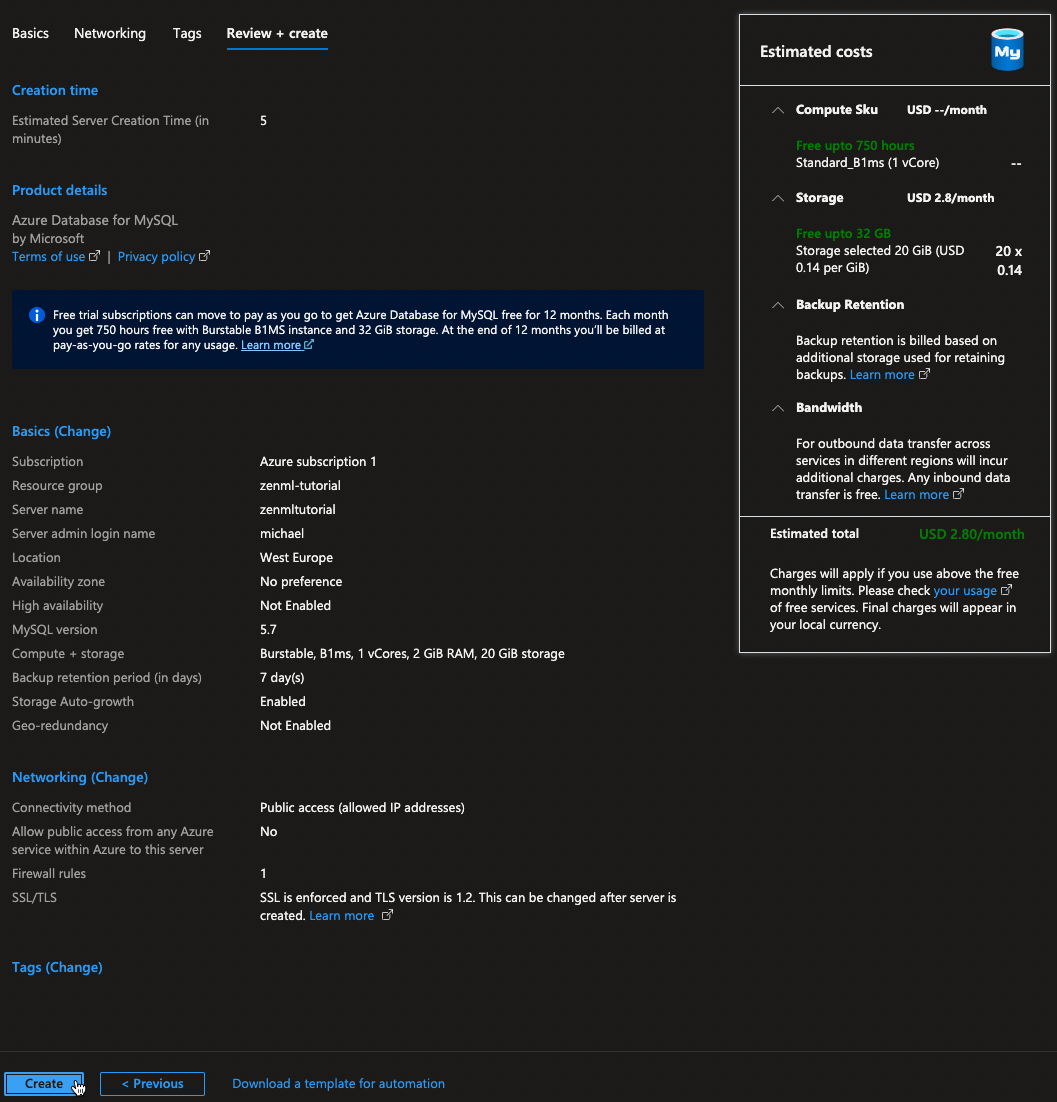 Basics Networking Tags Review + create
Creation time
Estimated Server Creation Time (in
minutes)
5
Product details
Azure Database for MySQL
by Microsoft
Terms of use | Privacy policy
Free trial subscriptions can move to pay as you go to get Azure Database for MySQL free for 12 months. Each month
you get 750 hours free with Burstable B1MS instance and 32 GiB storage. At the end of 12 months you'll be billed at
pay-as-you-go rates for any usage. Learn more
Basics (Change)
Subscription Azure subscription 1
Resource group zenml-tutorial
Server name zenmltutorial
Server admin login name michael
Location West Europe
Availability zone No preference
High availability Not Enabled
MySQL version 5.7
Compute + storage Burstable, B1ms, 1 vCores, 2 GiB RAM, 20 GiB storage
Backup retention period (in days) 7 day(s)
Storage Auto-growth Enabled
Geo-redundancy Not Enabled
Networking (Change)
Connectivity method Public access (allowed IP addresses)
Allow public access from any Azure
service within Azure to this server
No
Firewall rules 1
SSL/TLS SSL is enforced and TLS version is 1.2. This can be changed after server is
created. Learn more
Tags (Change)
Create < Previous Download a template for automation
Estimated costs
My
Compute Sku USD --/month
Free upto 750 hours
Standard_B1ms (1 vCore) --
Storage USD 2.8/month
Free upto 32 GB
Storage selected 20 GiB (USD
0.14 per GiB)
20 x
0.14
Backup Retention
Backup retention is billed based on
additional storage used for retaining
backups. Learn more
Bandwidth
For outbound data transfer across
services in different regions will incur
additional charges. Any inbound data
transfer is free. Learn more
Estimated total USD 2.80/month
Charges will apply if you use above the free
monthly limits. Please check your usage
of free services. Final charges will appear in
your local currency.